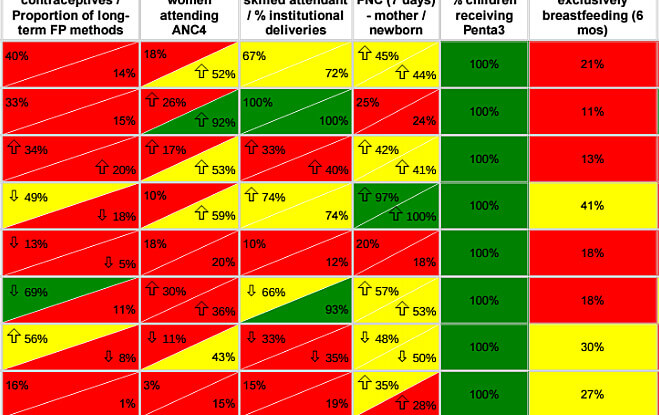 contraceptives / Proportion of long-term FP methods
women attending ANC4
skilled attendant / % institutional deliveries
PNC (7 days) - mother / newborn
% children receiving Penta3
exclusively breastfeeding (6 mos)
40% 14% 18% ⇧ 52% 67% 72% ⇧ 45% ⇧ 44% 100% 21%
33% 15% ⇧ 26% ⇧ 92% 100% 100% 25% 24% 100% 11%
⇧ 34% ⇧ 20% ⇧ 17% ⇧ 53% ⇧ 33% ⇧ 40% ⇧ 42% ⇧ 41% 100% 13%
⇩ 49% ⇩ 18% 10% ⇧ 59% ⇧ 74% 74% ⇧ 97% ⇧ 100% 100% 41%
⇩ 13% ⇩ 5% 18% 20% 10% 12% 20% 18% 100% 18%
⇩ 69% 11% ⇧ 30% ⇧ 36% ⇩ 66% 93% ⇧ 57% ⇧ 53% 100% 18%
⇧ 56% ⇩ 8% ⇩ 11% 43% ⇩ 33% ⇩ 35% ⇩ 48% ⇩ 50% 100% 30%
16% 1% 3% 15% 15% 19% ⇧ 35% ⇧ 28% 100% 27%